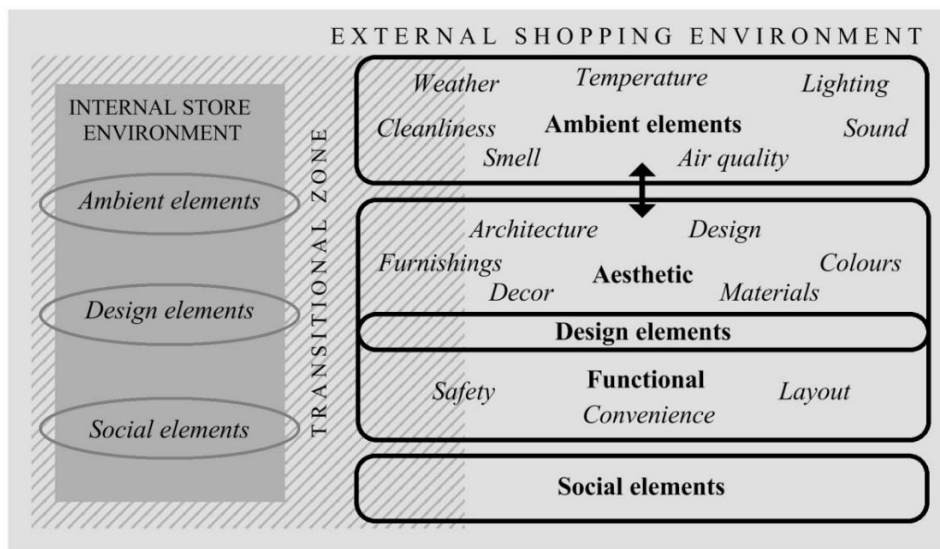 EXTERNAL SHOPPING ENVIRONMENT
INTERNAL STORE
ENVIRONMENT
Ambient elements
Design elements
Social elements
TRANSITIONAL ZONE
Weather Temperature Lighting
Cleanliness Ambient elements Sound
Smell Air quality
Architecture Design
Furnishings Aesthetic Colours
Decor Materials
Design elements
Functional
Safety Convenience Layout
Social elements